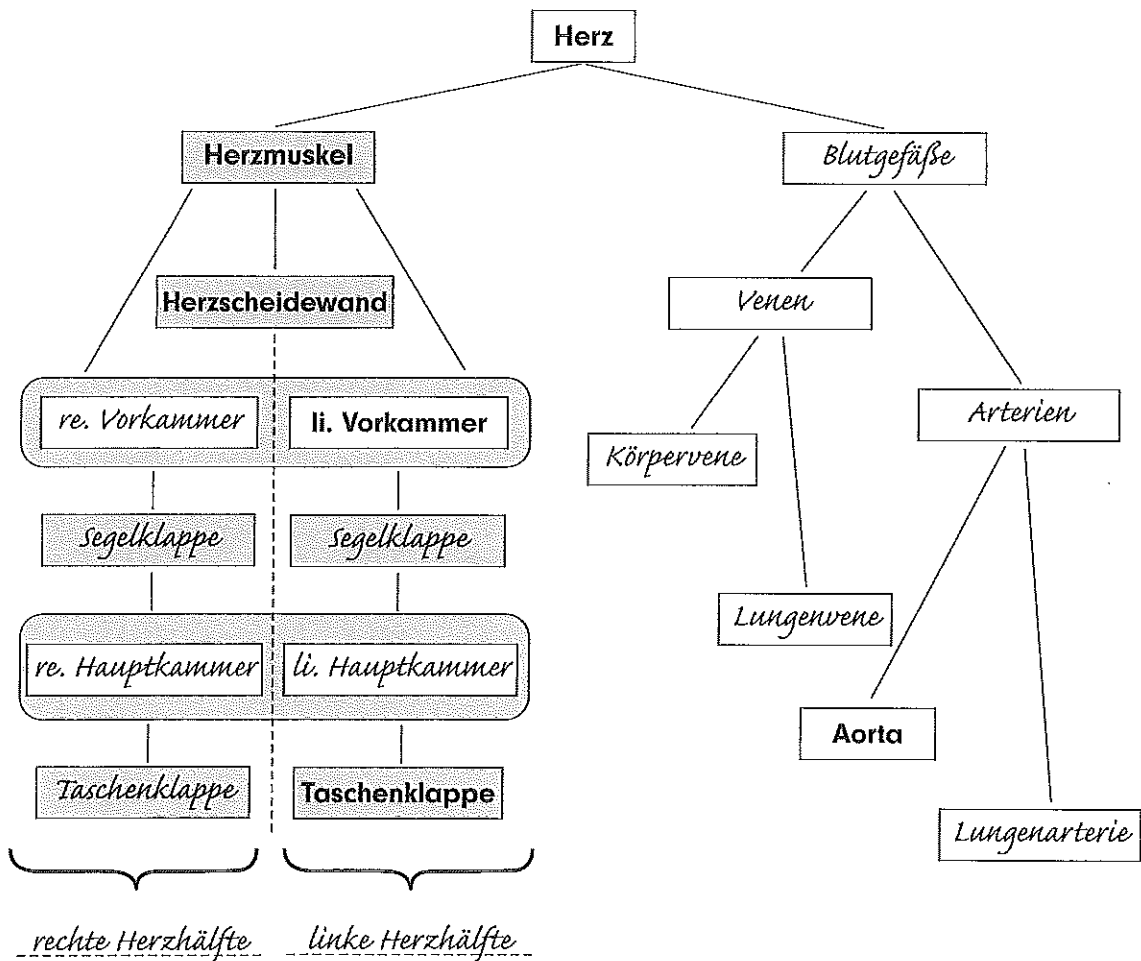 Herz
Herzmuskel
Blutgefäße
Herzscheidewand
Venen
re. Vorkammer
li. Vorkammer
Arterien
Körpervene
Segelklappe
Segelklappe
Lungenvene
re. Hauptkammer
li. Hauptkammer
Aorta
Taschenklappe
Taschenklappe
Lungenarterie
rechte Herzhälfte
linke Herzhälfte